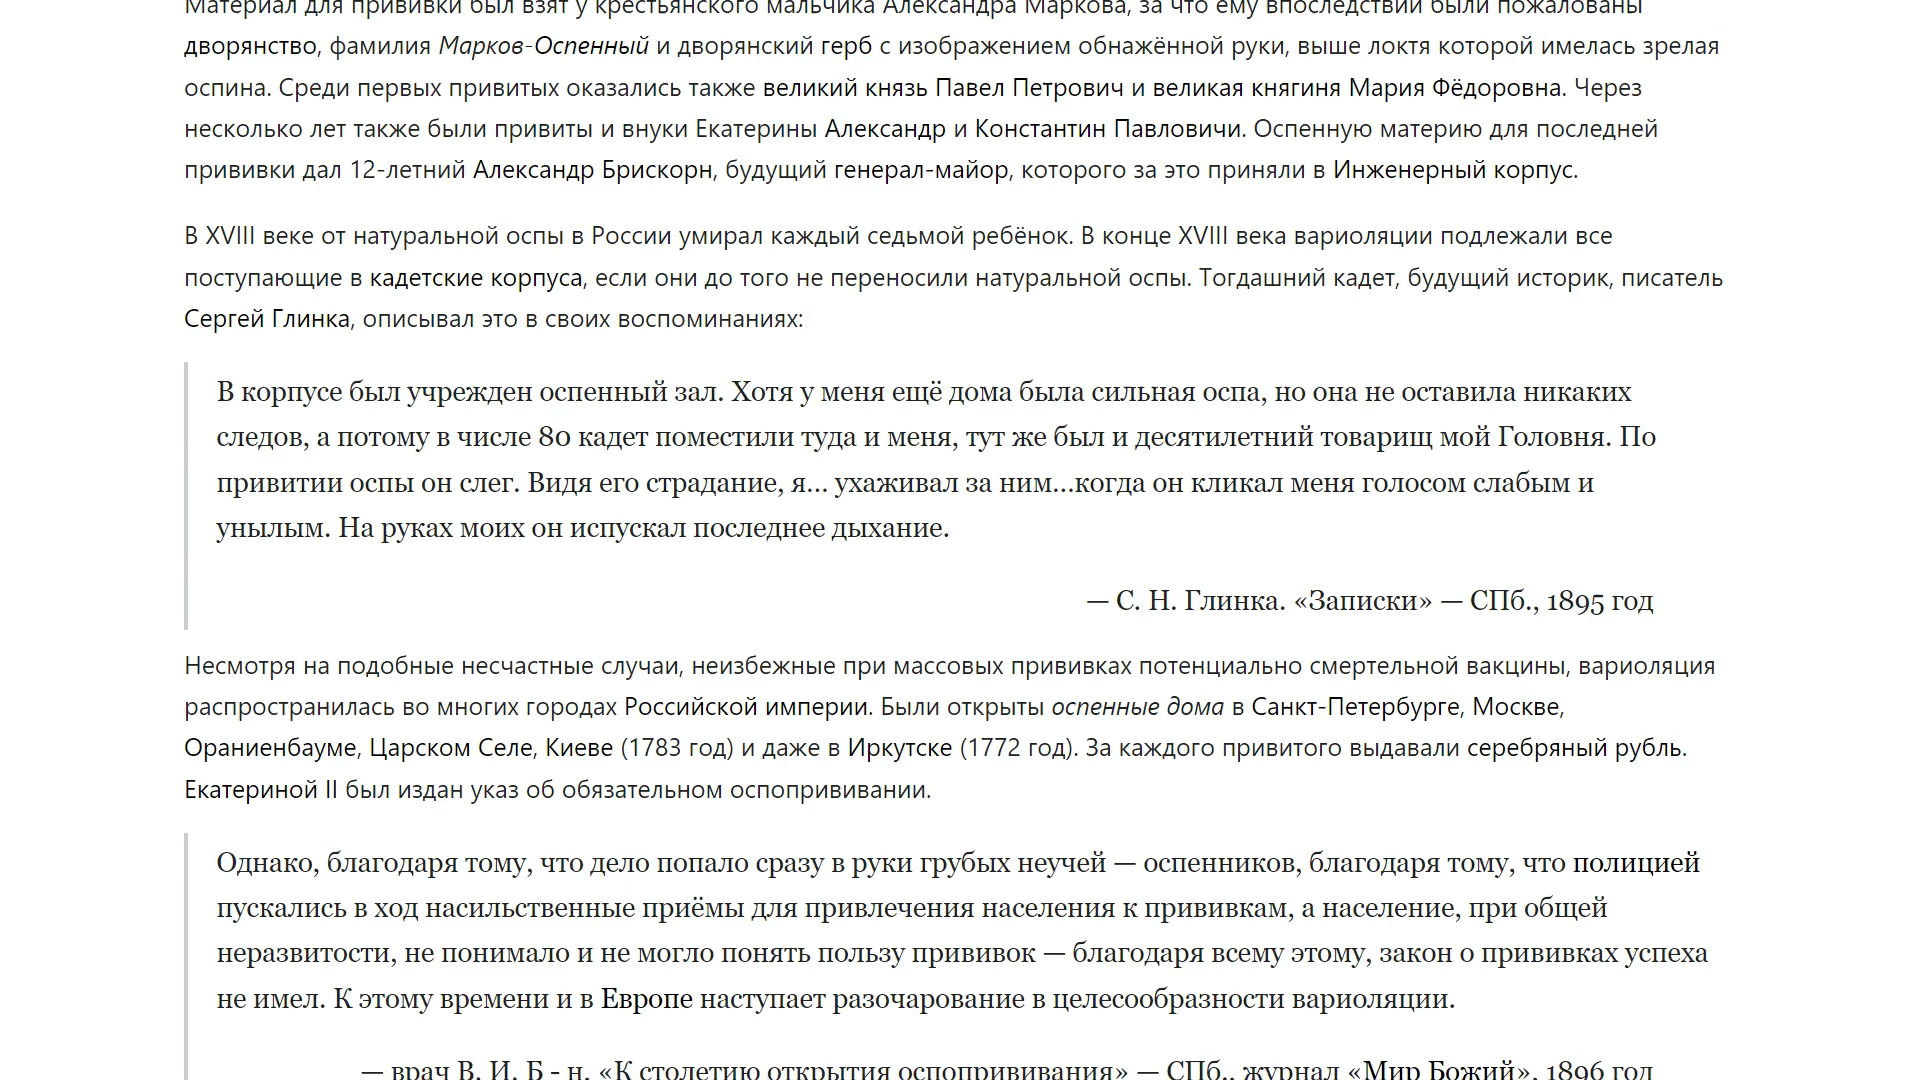 Материал для прививки был взят у крестьянского мальчика Александра Маркова, за что ему впоследствии были пожалованы
дворянство, фамилия Марков-Оспенный и дворянский герб с изображением обнажённой руки, выше локтя которой имелась зрелая
оспина. Среди первых привитых оказались также великий князь Павел Петрович и великая княгиня Мария Фёдоровна. Через
несколько лет также были привиты и внуки Екатерины Александр и Константин Павловичи. Оспенную материю для последней
прививки дал 12-летний Александр Брискорн, будущий генерал-майор, которого за это приняли в Инженерный корпус.
В XVIII веке от натуральной оспы в России умирал каждый седьмой ребёнок. В конце XVIII века вариоляции подлежали все
поступающие в кадетские корпуса, если они до того не переносили натуральной оспы. Тогдашний кадет, будущий историк, писатель
Сергей Глинка, описывал это в своих воспоминаниях:
В корпусе был учрежден оспенный зал. Хотя у меня ещё дома была сильная оспа, но она не оставила никаких
следов, а потому в числе 80 кадет поместили туда и меня, тут же был и десятилетний товарищ мой Головня. По
привитии оспы он слег. Видя его страдание, я... ухаживал за ним...когда он кликал меня голосом слабым и
унылым. На руках моих он испускал последнее дыхание.
— С. Н. Глинка. «Записки» — СПб., 1895 год
Несмотря на подобные несчастные случаи, неизбежные при массовых прививках потенциально смертельной вакцины, вариоляция
распространилась во многих городах Российской империи. Были открыты оспенные дома в Санкт-Петербурге, Москве,
Ораниенбауме, Царском Селе, Киеве (1783 год) и даже в Иркутске (1772 год). За каждого привитого выдавали серебряный рубль.
Екатериной II был издан указ об обязательном оспопрививании.
Однако, благодаря тому, что дело попало сразу в руки грубых неучей — оспенников, благодаря тому, что полицией
пускались в ход насильственные приёмы для привлечения населения к прививкам, а население, при общей
неразвитости, не понимало и не могло понять пользу прививок — благодаря всему этому, закон о прививках успеха
не имел. К этому времени и в Европе наступает разочарование в целесообразности вариоляции.
— врач В. И. Б - н. «К столетию открытия оспопрививания» — СПб., журнал «Мир Божий», 1896 год